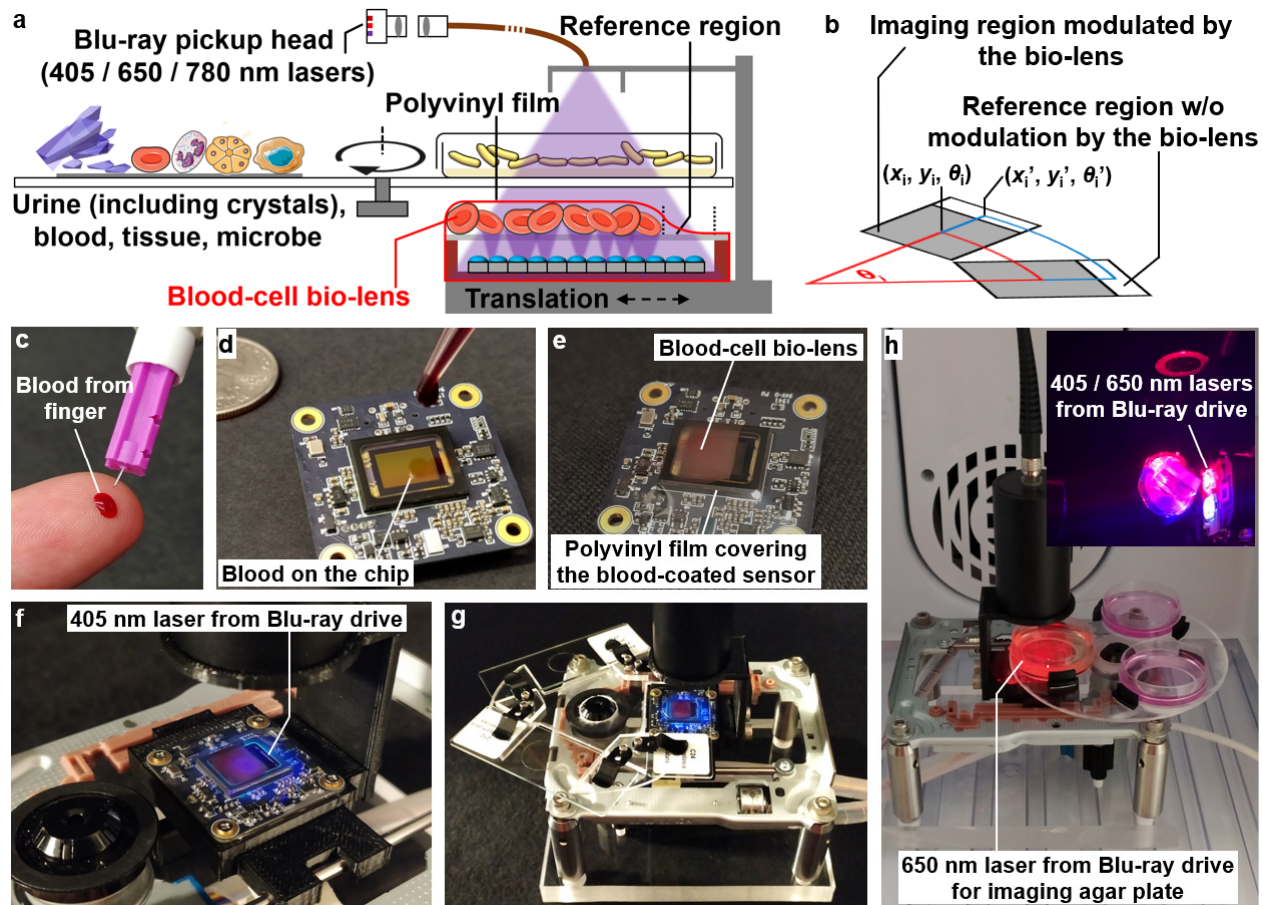 a
Blu-ray pickup head
(405 / 650 / 780 nm lasers)
Reference region
Polyvinyl film
Urine (including crystals),
blood, tissue, microbe
Blood-cell bio-lens
Translation
b
Imaging region modulated by
the bio-lens
Reference region w/o
modulation by the bio-lens
(xi, yi, θi)
(xi’, yi’, θi’)
Θ
c
Blood from
finger
d
Blood on the chip
e
Blood-cell bio-lens
Polyvinyl film covering
the blood-coated sensor
f
405 nm laser from Blu-ray drive
g
h
405 / 650 nm lasers
from Blu-ray drive
650 nm laser from Blu-ray drive
for imaging agar plate